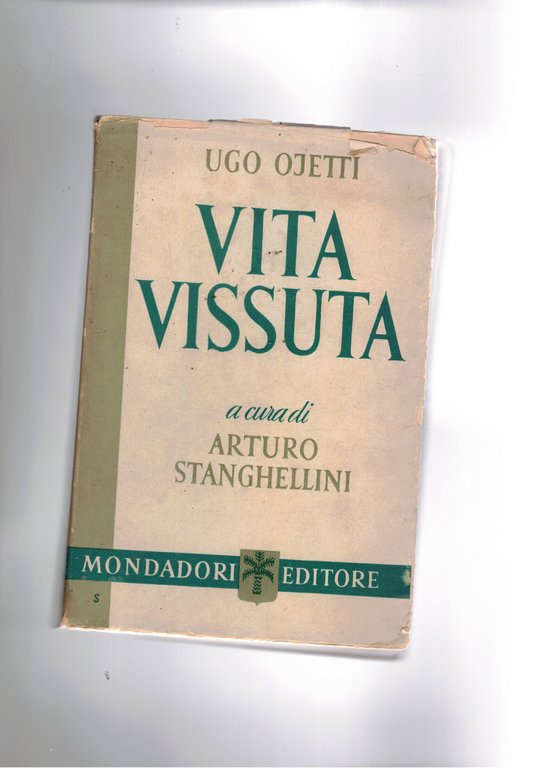 UGO OJETTI
VITA
VISSUTA
a cura di
ARTURO
STANGHELLINI
MONDADORI EDITORE
S